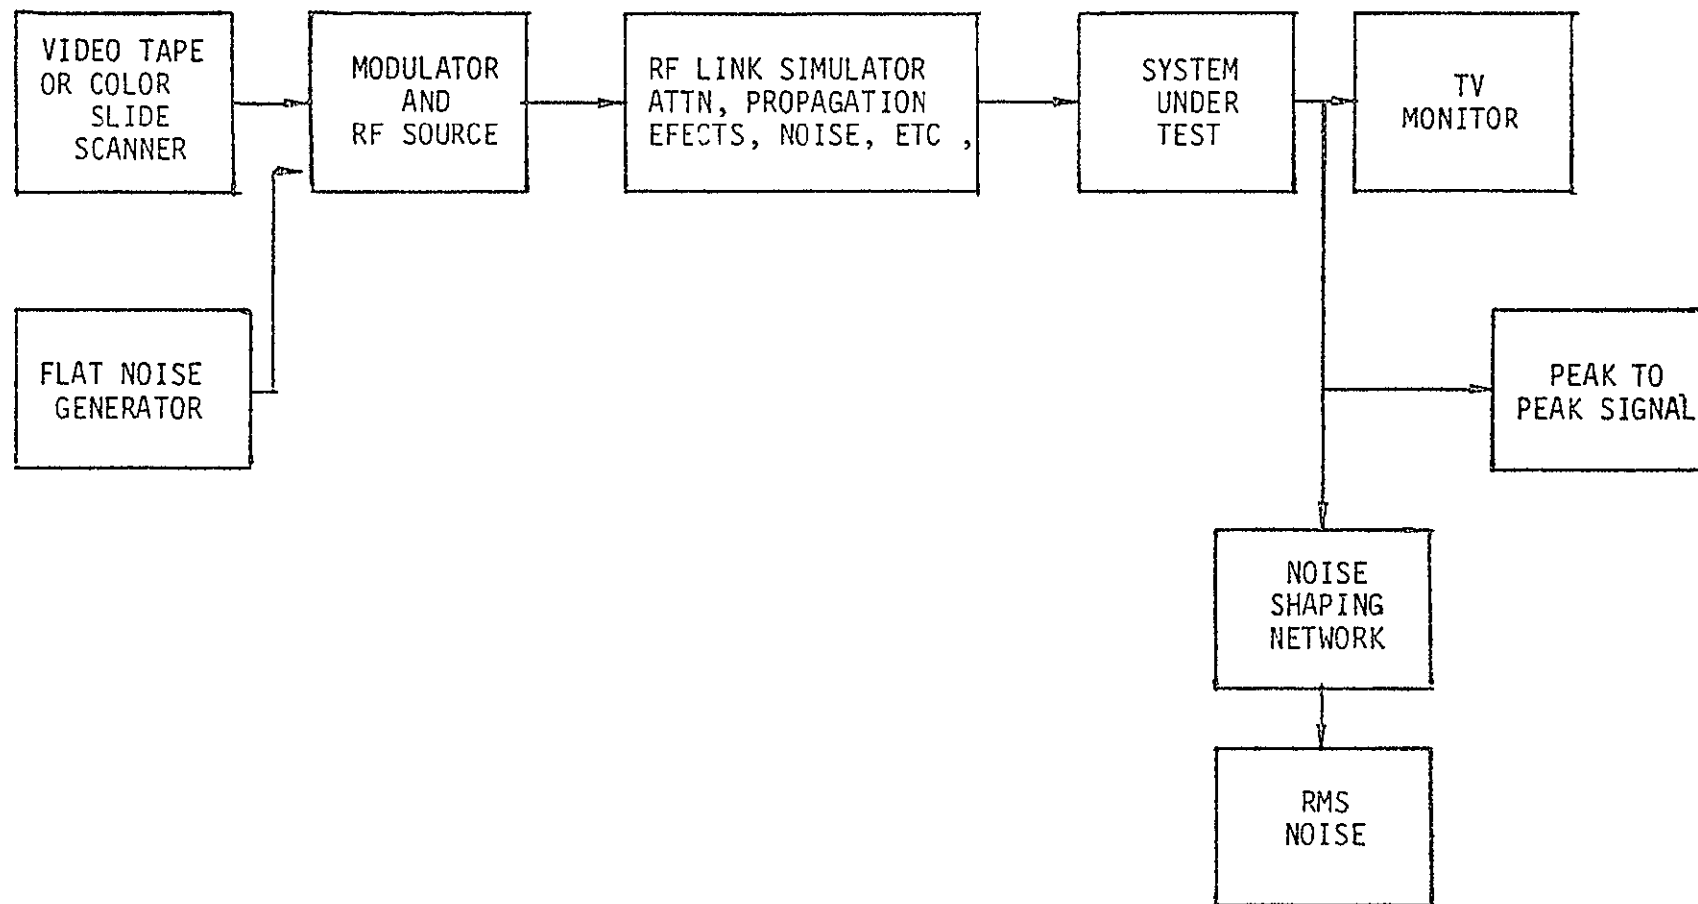 VIDEO TAPE
OR COLOR
SLIDE
SCANNER
MODULATOR
AND
RF SOURCE
RF LINK SIMULATOR
ATTN, PROPAGATION
EFECTS, NOISE, ETC ,
SYSTEM
UNDER
TEST
TV
MONITOR
FLAT NOISE
GENERATOR
PEAK TO
PEAK SIGNAL
NOISE
SHAPING
NETWORK
RMS
NOISE